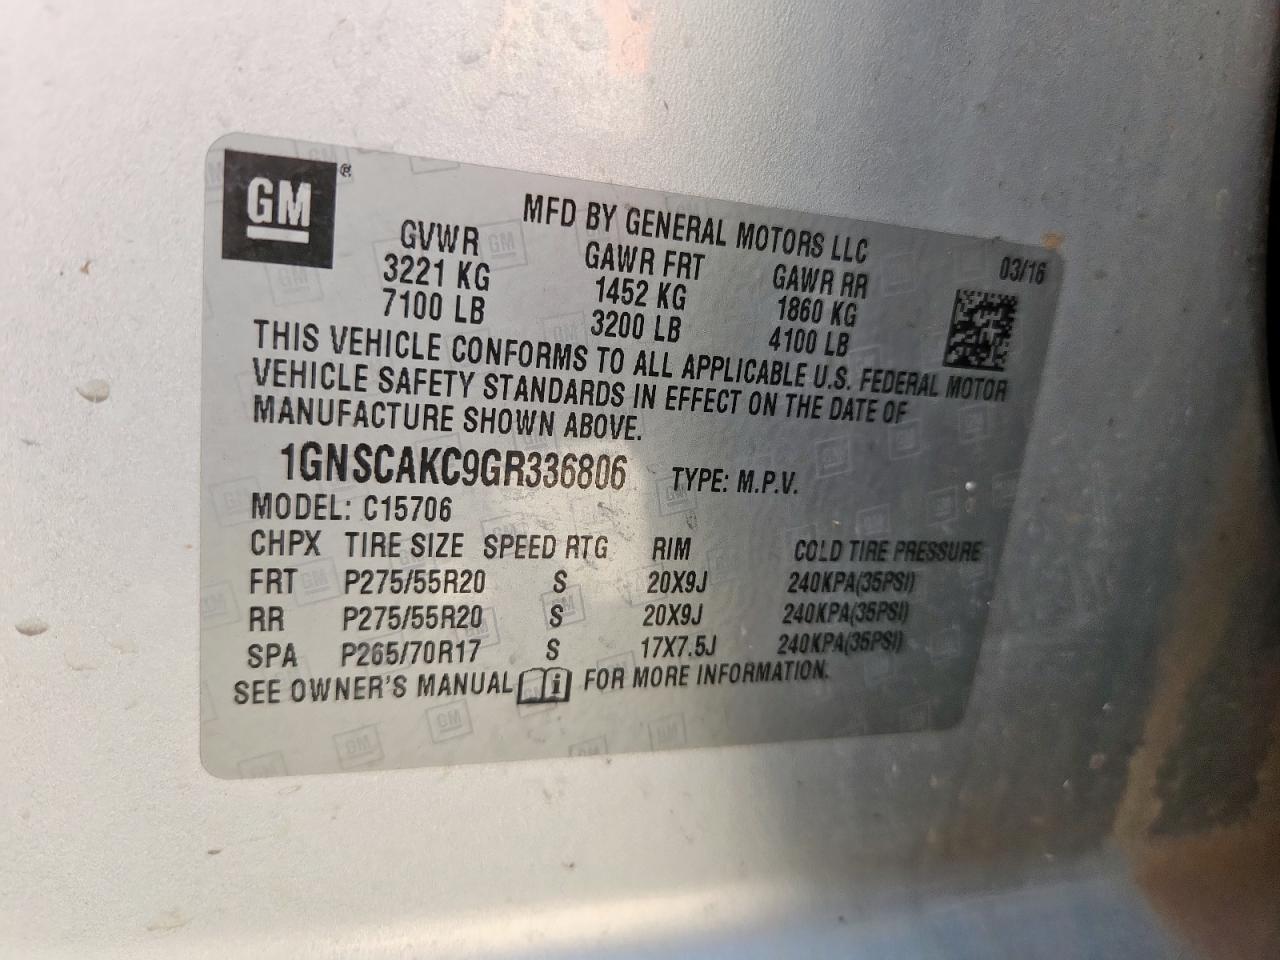 GM ®
MFD BY GENERAL MOTORS LLC
03/16
GVWR GAWR FRT GAWR RR
3221 KG 1452 KG 1860 KG
7100 LB 3200 LB 4100 LB
THIS VEHICLE CONFORMS TO ALL APPLICABLE U.S. FEDERAL MOTOR
VEHICLE SAFETY STANDARDS IN EFFECT ON THE DATE OF
MANUFACTURE SHOWN ABOVE.
1GNSCAKC9GR336806 TYPE: M.P.V.
MODEL: C15706
CHPX TIRE SIZE SPEED RTG RIM COLD TIRE PRESSURE
FRT P275/55R20 S 20X9J 240KPA(35PSI)
RR P275/55R20 S 20X9J 240KPA(35PSI)
SPA P265/70R17 S 17X7.5J 240KPA(35PSI)
SEE OWNER'S MANUAL i FOR MORE INFORMATION.